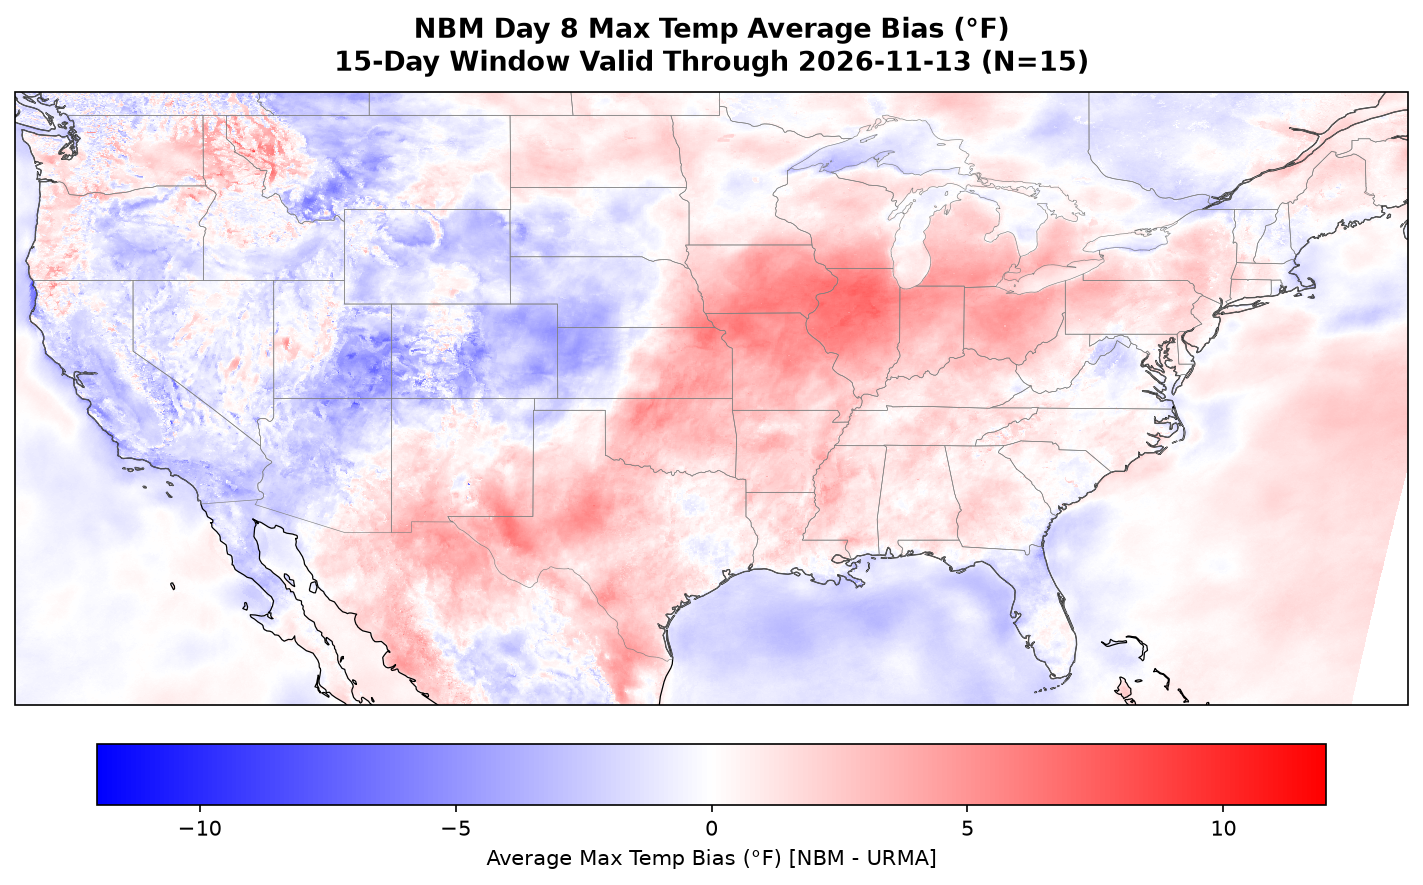 NBM Day 8 Max Temp Average Bias (°F)
15-Day Window Valid Through 2026-11-13 (N=15)
−10 −5 0 5 10
Average Max Temp Bias (°F) [NBM - URMA]